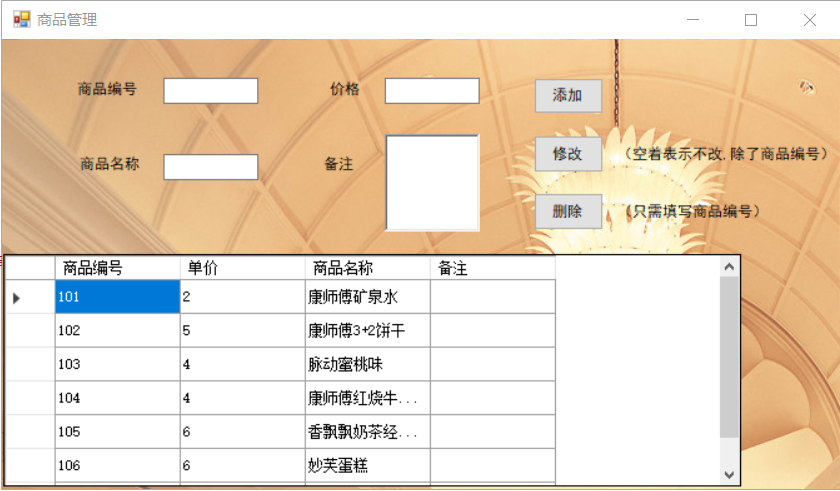 商品管理
商品编号 价格 添加
修改 （空着表示不改,除了商品编号）
商品名称 备注
删除 （只需填写商品编号）
商品编号 单价 商品名称 备注
101 2 康师傅矿泉水
102 5 康师傅3+2饼干
103 4 脉动蜜桃味
104 4 康师傅红烧牛...
105 6 香飘飘奶茶经...
106 6 妙芙蛋糕